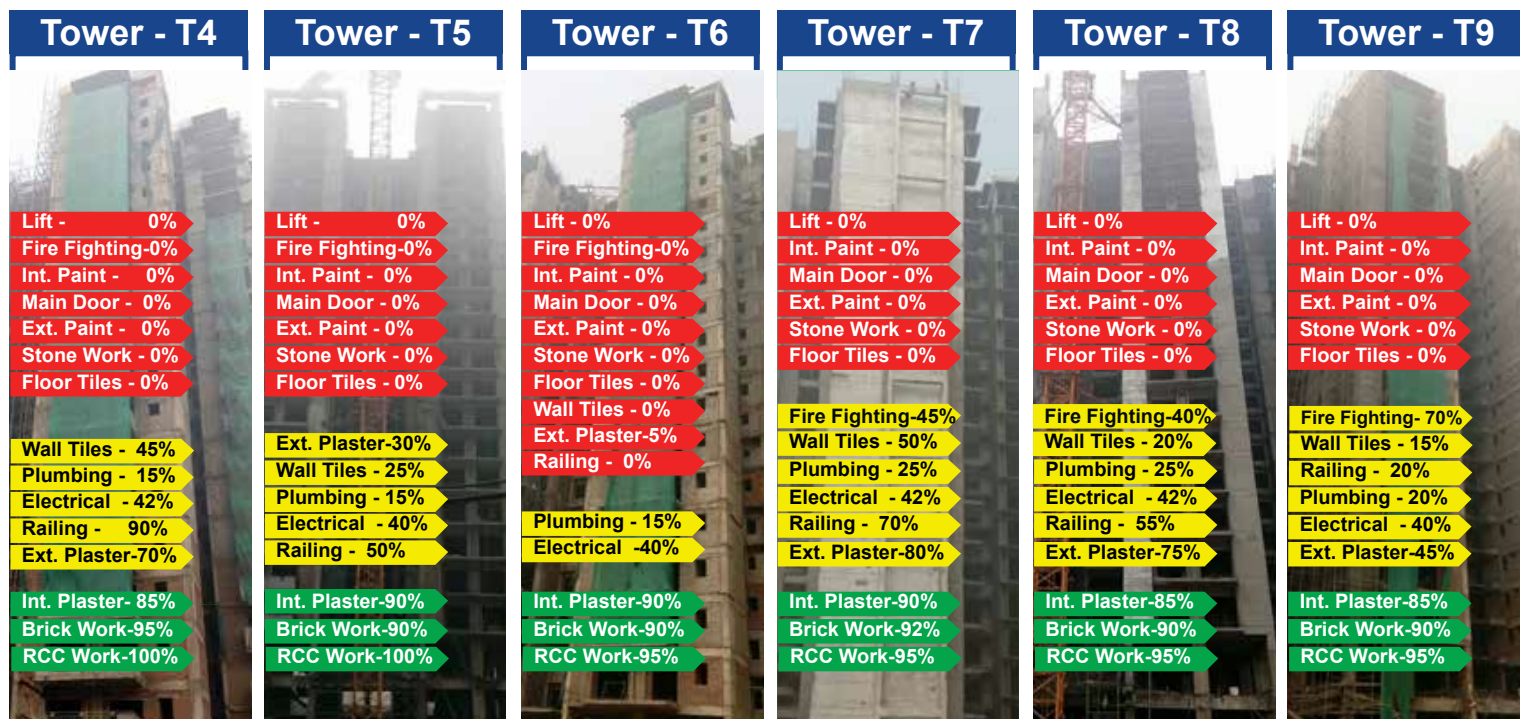 Tower - T4
Lift - 0%
Fire Fighting-0%
Int. Paint - 0%
Main Door - 0%
Ext. Paint - 0%
Stone Work - 0%
Floor Tiles - 0%
Wall Tiles - 45%
Plumbing - 15%
Electrical - 42%
Railing - 90%
Ext. Plaster-70%
Int. Plaster- 85%
Brick Work-95%
RCC Work-100%
Tower - T5
Lift - 0%
Fire Fighting-0%
Int. Paint - 0%
Main Door - 0%
Ext. Paint - 0%
Stone Work - 0%
Floor Tiles - 0%
Ext. Plaster-30%
Wall Tiles - 25%
Plumbing - 15%
Electrical - 40%
Railing - 50%
Int. Plaster-90%
Brick Work-90%
RCC Work-100%
Tower - T6
Lift - 0%
Fire Fighting-0%
Int. Paint - 0%
Main Door - 0%
Ext. Paint - 0%
Stone Work - 0%
Floor Tiles - 0%
Wall Tiles - 0%
Ext. Plaster-5%
Railing - 0%
Plumbing - 15%
Electrical -40%
Int. Plaster-90%
Brick Work-90%
RCC Work-95%
Tower - T7
Lift - 0%
Int. Paint - 0%
Main Door - 0%
Ext. Paint - 0%
Stone Work - 0%
Floor Tiles - 0%
Fire Fighting-45%
Wall Tiles - 50%
Plumbing - 25%
Electrical - 42%
Railing - 70%
Ext. Plaster-80%
Int. Plaster-90%
Brick Work-92%
RCC Work-95%
Tower - T8
Lift - 0%
Int. Paint - 0%
Main Door - 0%
Ext. Paint - 0%
Stone Work - 0%
Floor Tiles - 0%
Fire Fighting-40%
Wall Tiles - 20%
Plumbing - 25%
Electrical - 42%
Railing - 55%
Ext. Plaster-75%
Int. Plaster-85%
Brick Work-90%
RCC Work-95%
Tower - T9
Lift - 0%
Int. Paint - 0%
Main Door - 0%
Ext. Paint - 0%
Stone Work - 0%
Floor Tiles - 0%
Fire Fighting- 70%
Wall Tiles - 15%
Railing - 20%
Plumbing - 20%
Electrical - 40%
Ext. Plaster-45%
Int. Plaster-85%
Brick Work-90%
RCC Work-95%